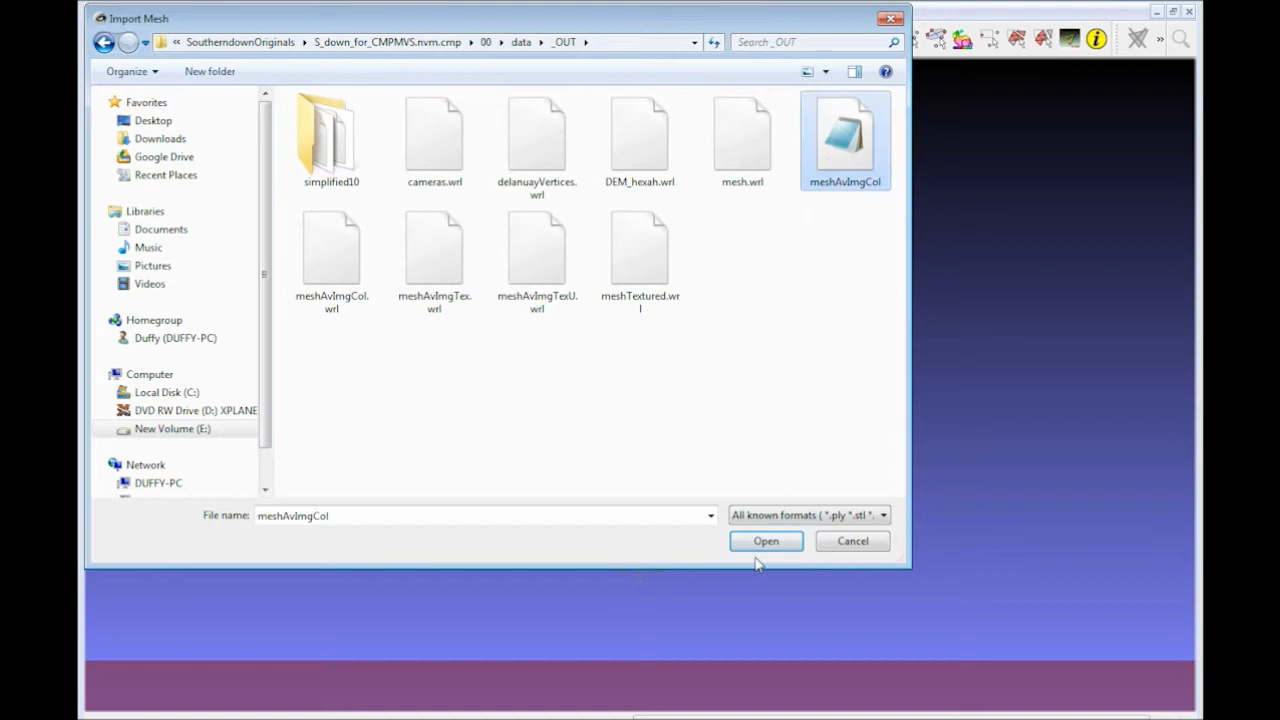 Import Mesh
« SoutherndownOriginals ▸ S_down_for_CMPMVS.nvm.cmp ▸ 00 ▸ data ▸ _OUT ▸
Search _OUT
Organize ▾
New folder
Favorites
Desktop
Downloads
Google Drive
Recent Places
Libraries
Documents
Music
Pictures
Videos
Homegroup
Duffy (DUFFY-PC)
Computer
Local Disk (C:)
DVD RW Drive (D:) XPLANE
New Volume (E:)
Network
DUFFY-PC
simplified10
cameras.wrl
delanuayVertices.
wrl
DEM_hexah.wrl
mesh.wrl
meshAvImgCol
meshAvImgCol.
wrl
meshAvImgTex.
wrl
meshAvImgTexU.
wrl
meshTextured.wr
l
File name:
meshAvImgCol
All known formats ( *.ply *.stl *.
Open
Cancel